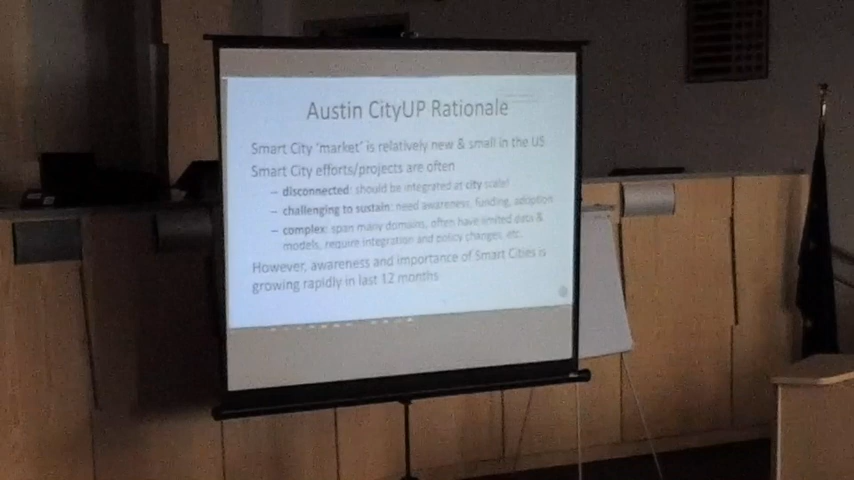 Austin CityUP Rationale
Smart City 'market' is relatively new & small in the US
Smart City efforts/projects are often
– disconnected: should be integrated at city scale!
– challenging to sustain: need awareness, funding, adoption
– complex: span many domains, often have limited data &
models, require integration and policy changes, etc.
However, awareness and importance of Smart Cities is
growing rapidly in last 12 months